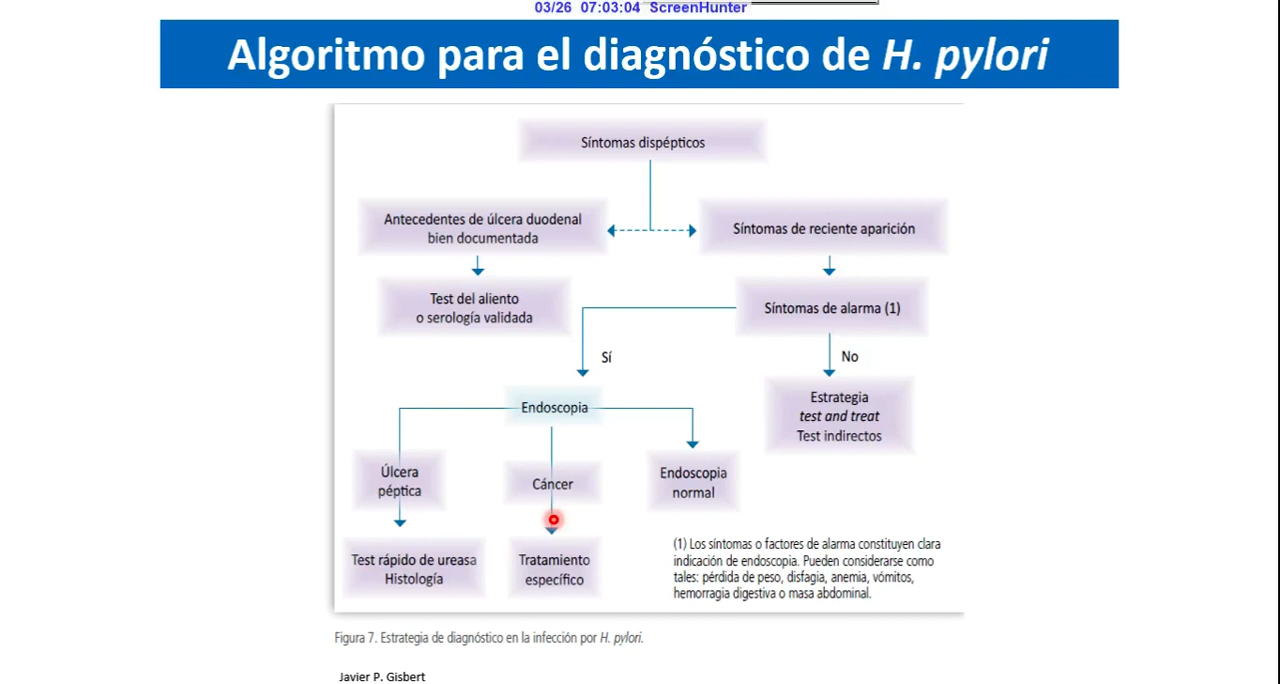 03/26 07:03:04 ScreenHunter
Algoritmo para el diagnóstico de H. pylori
Síntomas dispépticos
Antecedentes de úlcera duodenal
bien documentada
Síntomas de reciente aparición
Test del aliento
o serología validada
Síntomas de alarma (1)
Sí
No
Endoscopia
Estrategia
test and treat
Test indirectos
Úlcera
péptica
Cáncer
Endoscopia
normal
Test rápido de ureasa
Histología
Tratamiento
específico
(1) Los síntomas o factores de alarma constituyen clara
indicación de endoscopia. Pueden considerarse como
tales: pérdida de peso, disfagia, anemia, vómitos,
hemorragia digestiva o masa abdominal.
Figura 7. Estrategia de diagnóstico en la infección por H. pylori.
Javier P. Gisbert